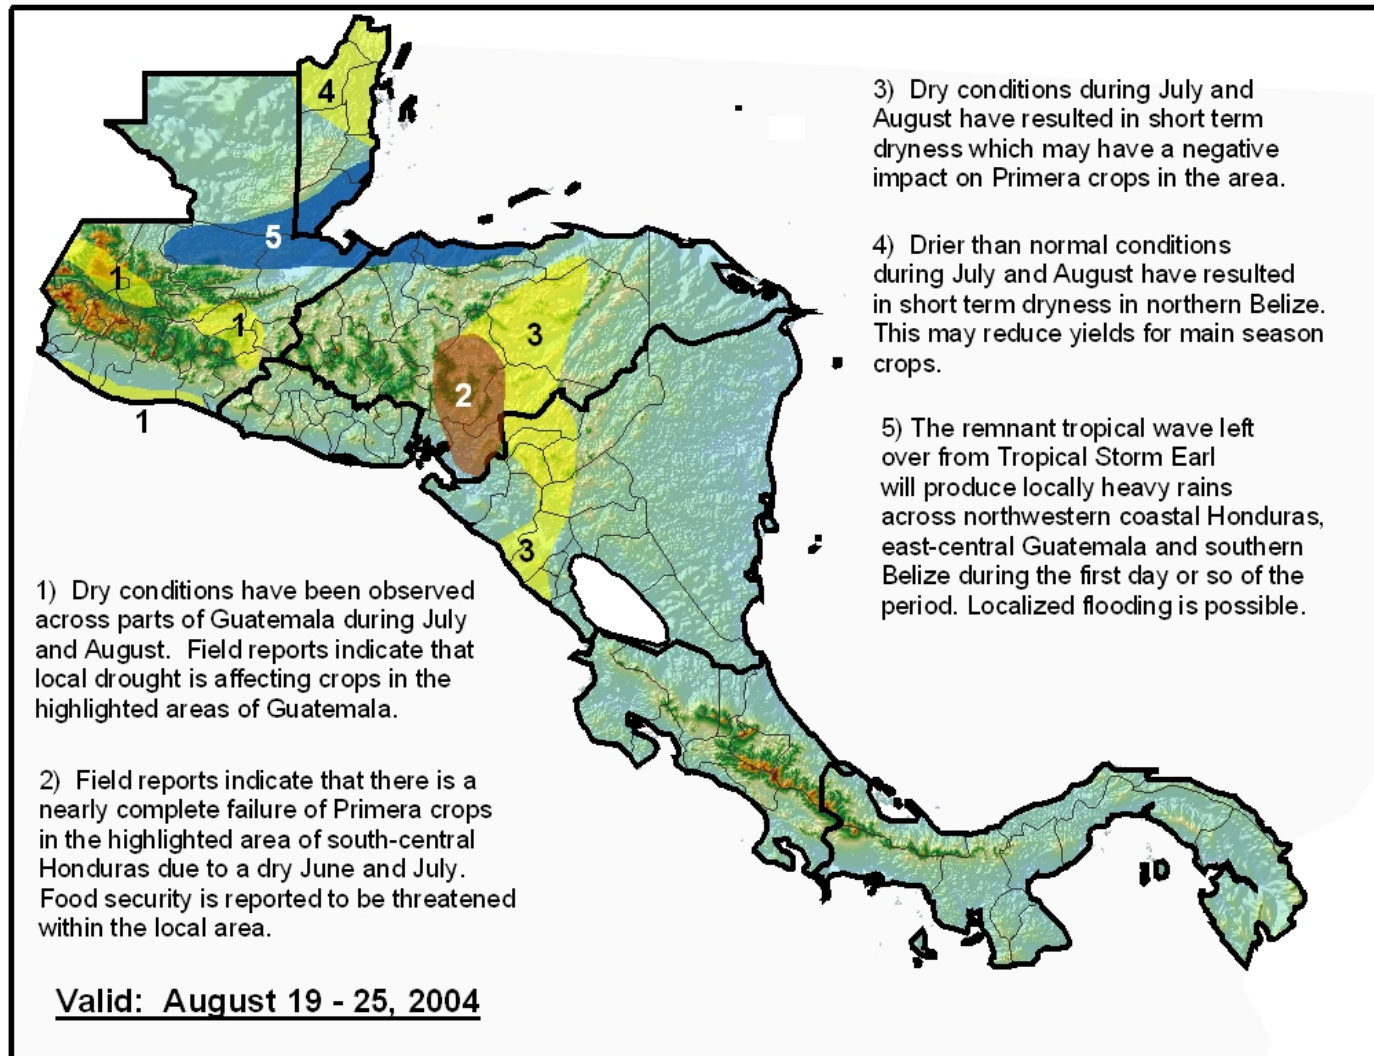 4
5
1
1
1
3
2
3
3) Dry conditions during July and
August have resulted in short term
dryness which may have a negative
impact on Primera crops in the area.
4) Drier than normal conditions
during July and August have resulted
in short term dryness in northern Belize.
This may reduce yields for main season
crops.
5) The remnant tropical wave left
over from Tropical Storm Earl
will produce locally heavy rains
across northwestern coastal Honduras,
east-central Guatemala and southern
Belize during the first day or so of the
period. Localized flooding is possible.
1) Dry conditions have been observed
across parts of Guatemala during July
and August. Field reports indicate that
local drought is affecting crops in the
highlighted areas of Guatemala.
2) Field reports indicate that there is a
nearly complete failure of Primera crops
in the highlighted area of south-central
Honduras due to a dry June and July.
Food security is reported to be threatened
within the local area.
Valid: August 19 - 25, 2004